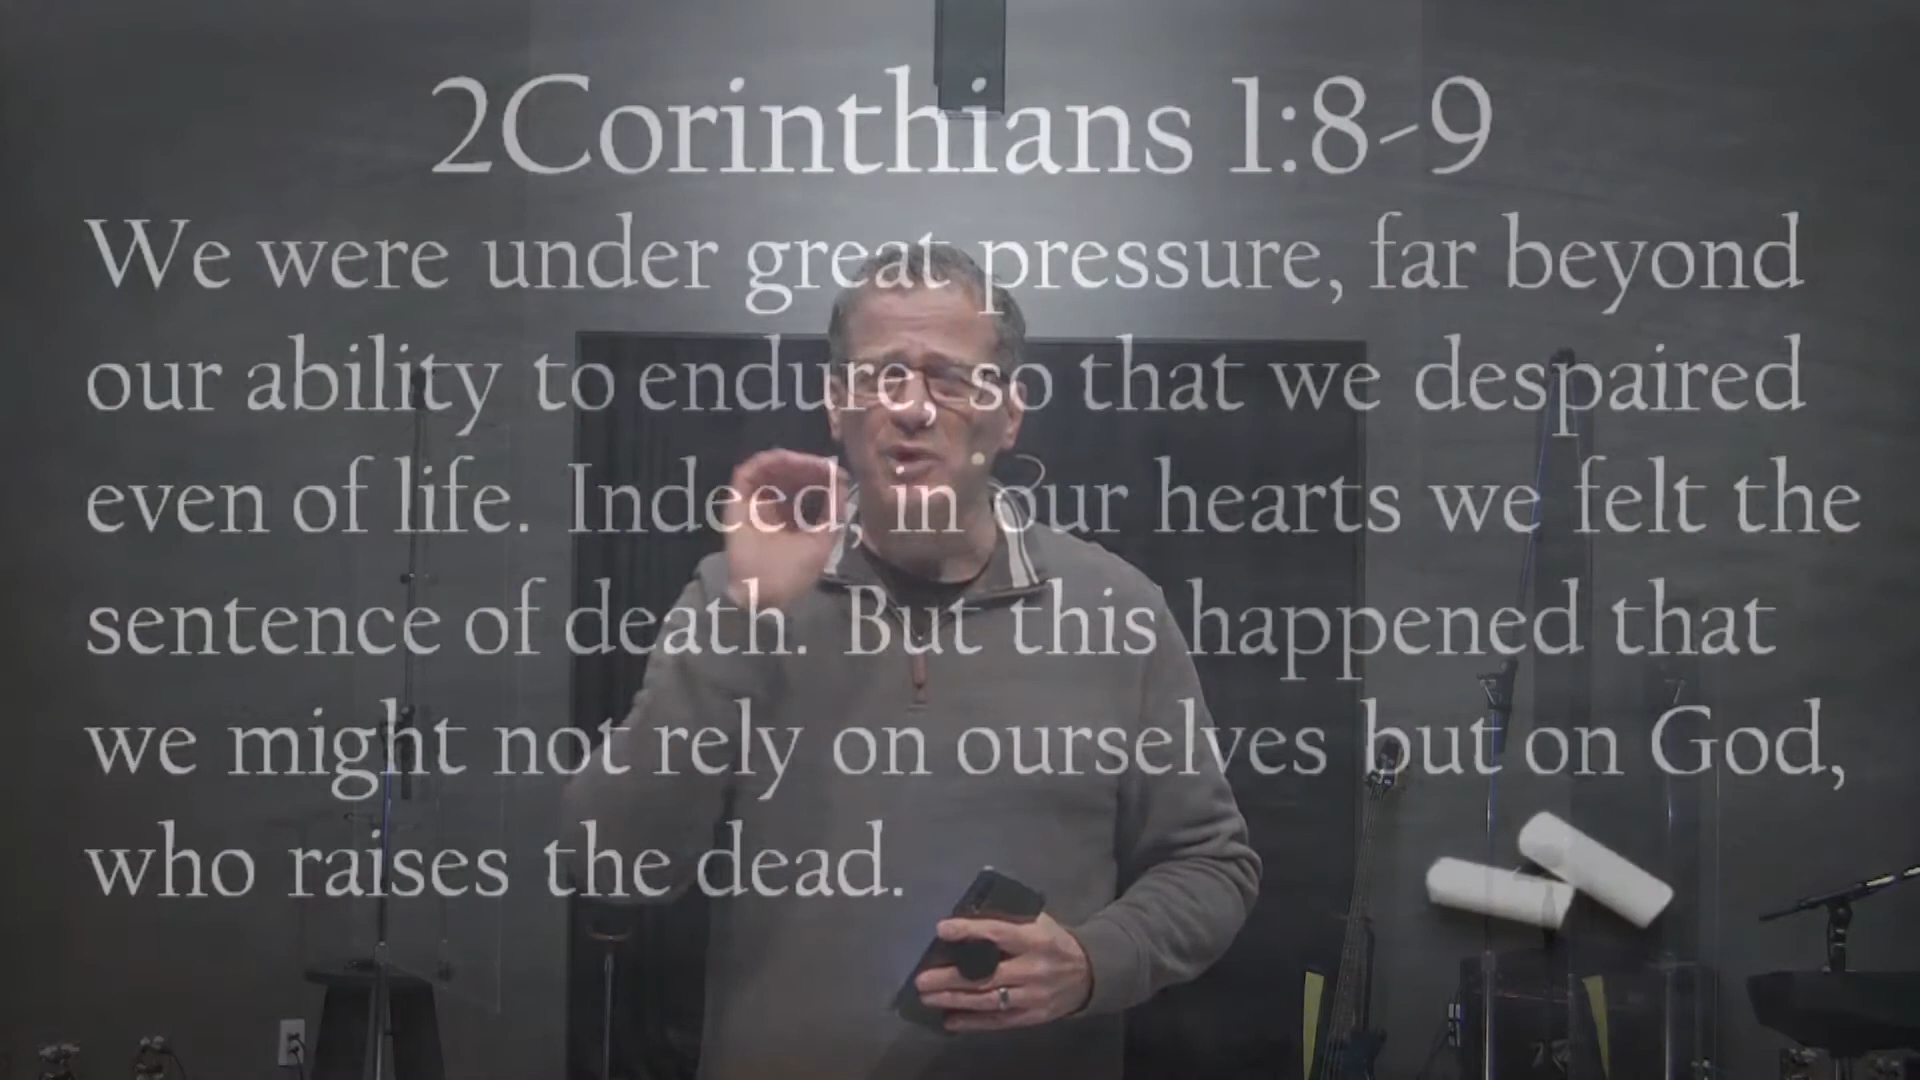 2Corinthians 1:8-9
We were under great pressure, far beyond
our ability to endure, so that we despaired
even of life. Indeed, in our hearts we felt the
sentence of death. But this happened that
we might not rely on ourselves but on God,
who raises the dead.